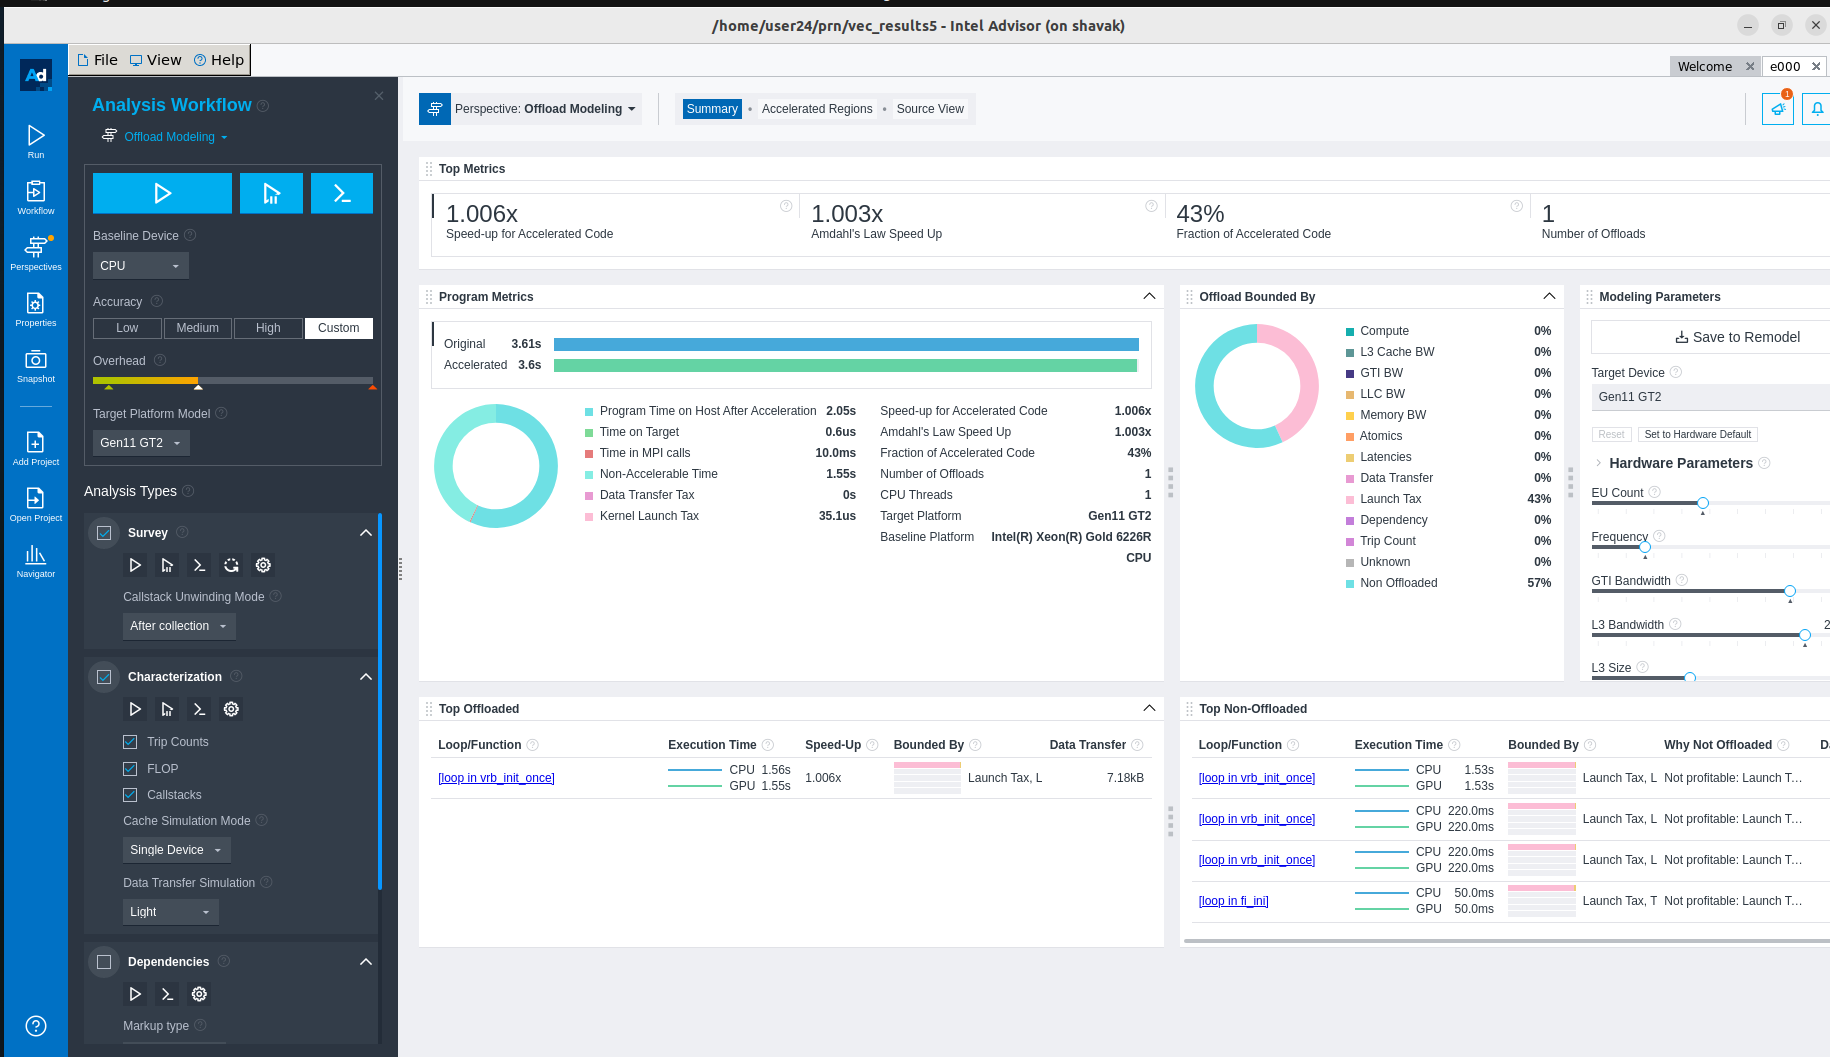 /home/user24/prn/vec_results5 - Intel Advisor (on shavak)
File View Help
Welcome
e000
Ad
Run
Workflow
Perspectives
Properties
Snapshot
Add Project
Open Project
Navigator
Analysis Workflow
Offload Modeling
Baseline Device
CPU
Accuracy
Low Medium High Custom
Overhead
Target Platform Model
Gen11 GT2
Analysis Types
Survey
Callstack Unwinding Mode
After collection
Characterization
Trip Counts
FLOP
Callstacks
Cache Simulation Mode
Single Device
Data Transfer Simulation
Light
Dependencies
Markup type
Perspective: Offload Modeling
Summary • Accelerated Regions • Source View
1
Top Metrics
1.006x
Speed-up for Accelerated Code
1.003x
Amdahl's Law Speed Up
43%
Fraction of Accelerated Code
1
Number of Offloads
Program Metrics
Original 3.61s
Accelerated 3.6s
Program Time on Host After Acceleration 2.05s
Time on Target 0.6us
Time in MPI calls 10.0ms
Non-Accelerable Time 1.55s
Data Transfer Tax 0s
Kernel Launch Tax 35.1us
Speed-up for Accelerated Code 1.006x
Amdahl's Law Speed Up 1.003x
Fraction of Accelerated Code 43%
Number of Offloads 1
CPU Threads 1
Target Platform Gen11 GT2
Baseline Platform Intel(R) Xeon(R) Gold 6226R
CPU
Offload Bounded By
Compute 0%
L3 Cache BW 0%
GTI BW 0%
LLC BW 0%
Memory BW 0%
Atomics 0%
Latencies 0%
Data Transfer 0%
Launch Tax 43%
Dependency 0%
Trip Count 0%
Unknown 0%
Non Offloaded 57%
Modeling Parameters
Save to Remodel
Target Device
Gen11 GT2
Reset Set to Hardware Default
Hardware Parameters
EU Count
Frequency
GTI Bandwidth
L3 Bandwidth 2
L3 Size
Top Offloaded
Loop/Function Execution Time Speed-Up Bounded By Data Transfer
[loop in vrb_init_once] CPU 1.56s 1.006x Launch Tax, L 7.18kB
GPU 1.55s
Top Non-Offloaded
Loop/Function Execution Time Bounded By Why Not Offloaded
[loop in vrb_init_once] CPU 1.53s Launch Tax, L Not profitable: Launch T...
GPU 1.53s
[loop in vrb_init_once] CPU 220.0ms Launch Tax, L Not profitable: Launch T...
GPU 220.0ms
[loop in vrb_init_once] CPU 220.0ms Launch Tax, L Not profitable: Launch T...
GPU 220.0ms
[loop in fi_ini] CPU 50.0ms Launch Tax, T Not profitable: Launch T...
GPU 50.0ms